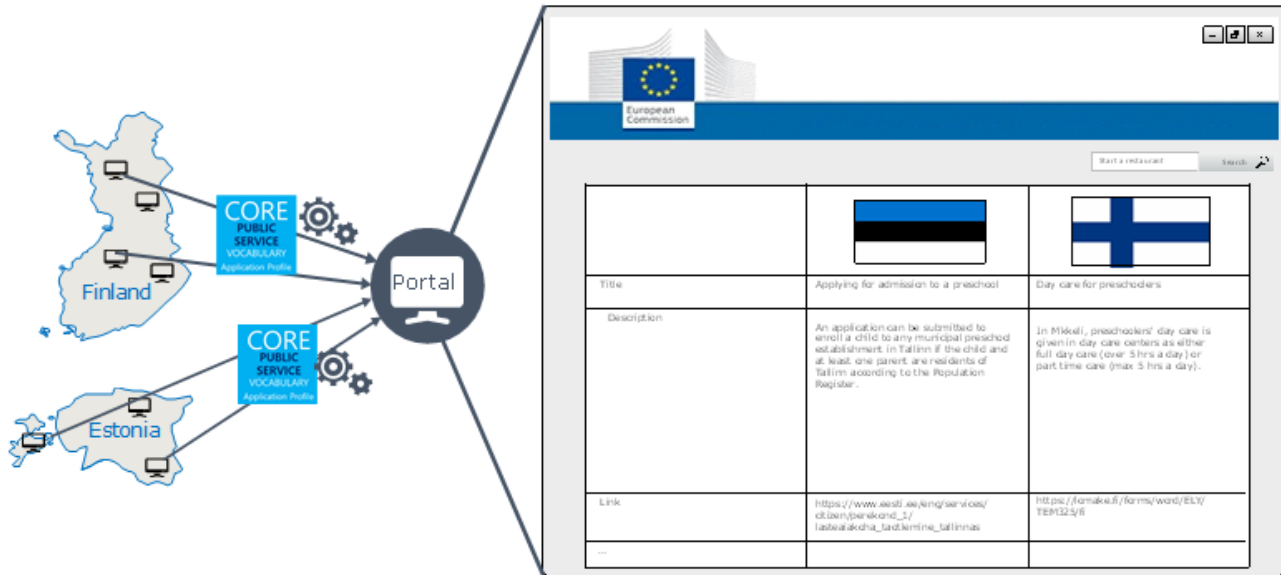 CORE
PUBLIC
SERVICE
VOCABULARY
Application Profile
Finland
CORE
PUBLIC
SERVICE
VOCABULARY
Application Profile
Estonia
Portal
European
Commission
Start a restaurant
Search
Title
Applying for admission to a preschool
Day care for preschoolers
Description
An application can be submitted to
enroll a child to any municipal preschool
establishment in Tallinn if the child and
at least one parent are residents of
Tallinn according to the Population
Register.
In Mikkeli, preschoolers' day care is
given in day care centers as either
full day care (over 5 hrs a day) or
part time care (max 5 hrs a day).
Link
https://www.eesti.ee/eng/services/
citizen/perekond_1/
lasteaiakoha_taotlemine_tallinnas
https://lomake.fi/forms/word/ELY/
TEM325/fi
...